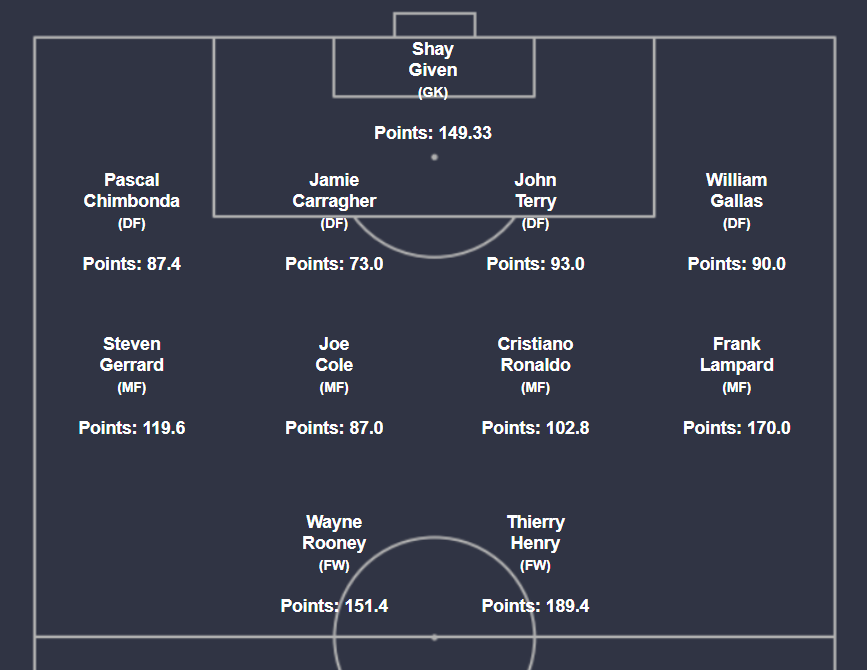 Shay
Given
(GK)
Points: 149.33
Pascal
Chimbonda
(DF)
Points: 87.4
Jamie
Carragher
(DF)
Points: 73.0
John
Terry
(DF)
Points: 93.0
William
Gallas
(DF)
Points: 90.0
Steven
Gerrard
(MF)
Points: 119.6
Joe
Cole
(MF)
Points: 87.0
Cristiano
Ronaldo
(MF)
Points: 102.8
Frank
Lampard
(MF)
Points: 170.0
Wayne
Rooney
(FW)
Points: 151.4
Thierry
Henry
(FW)
Points: 189.4